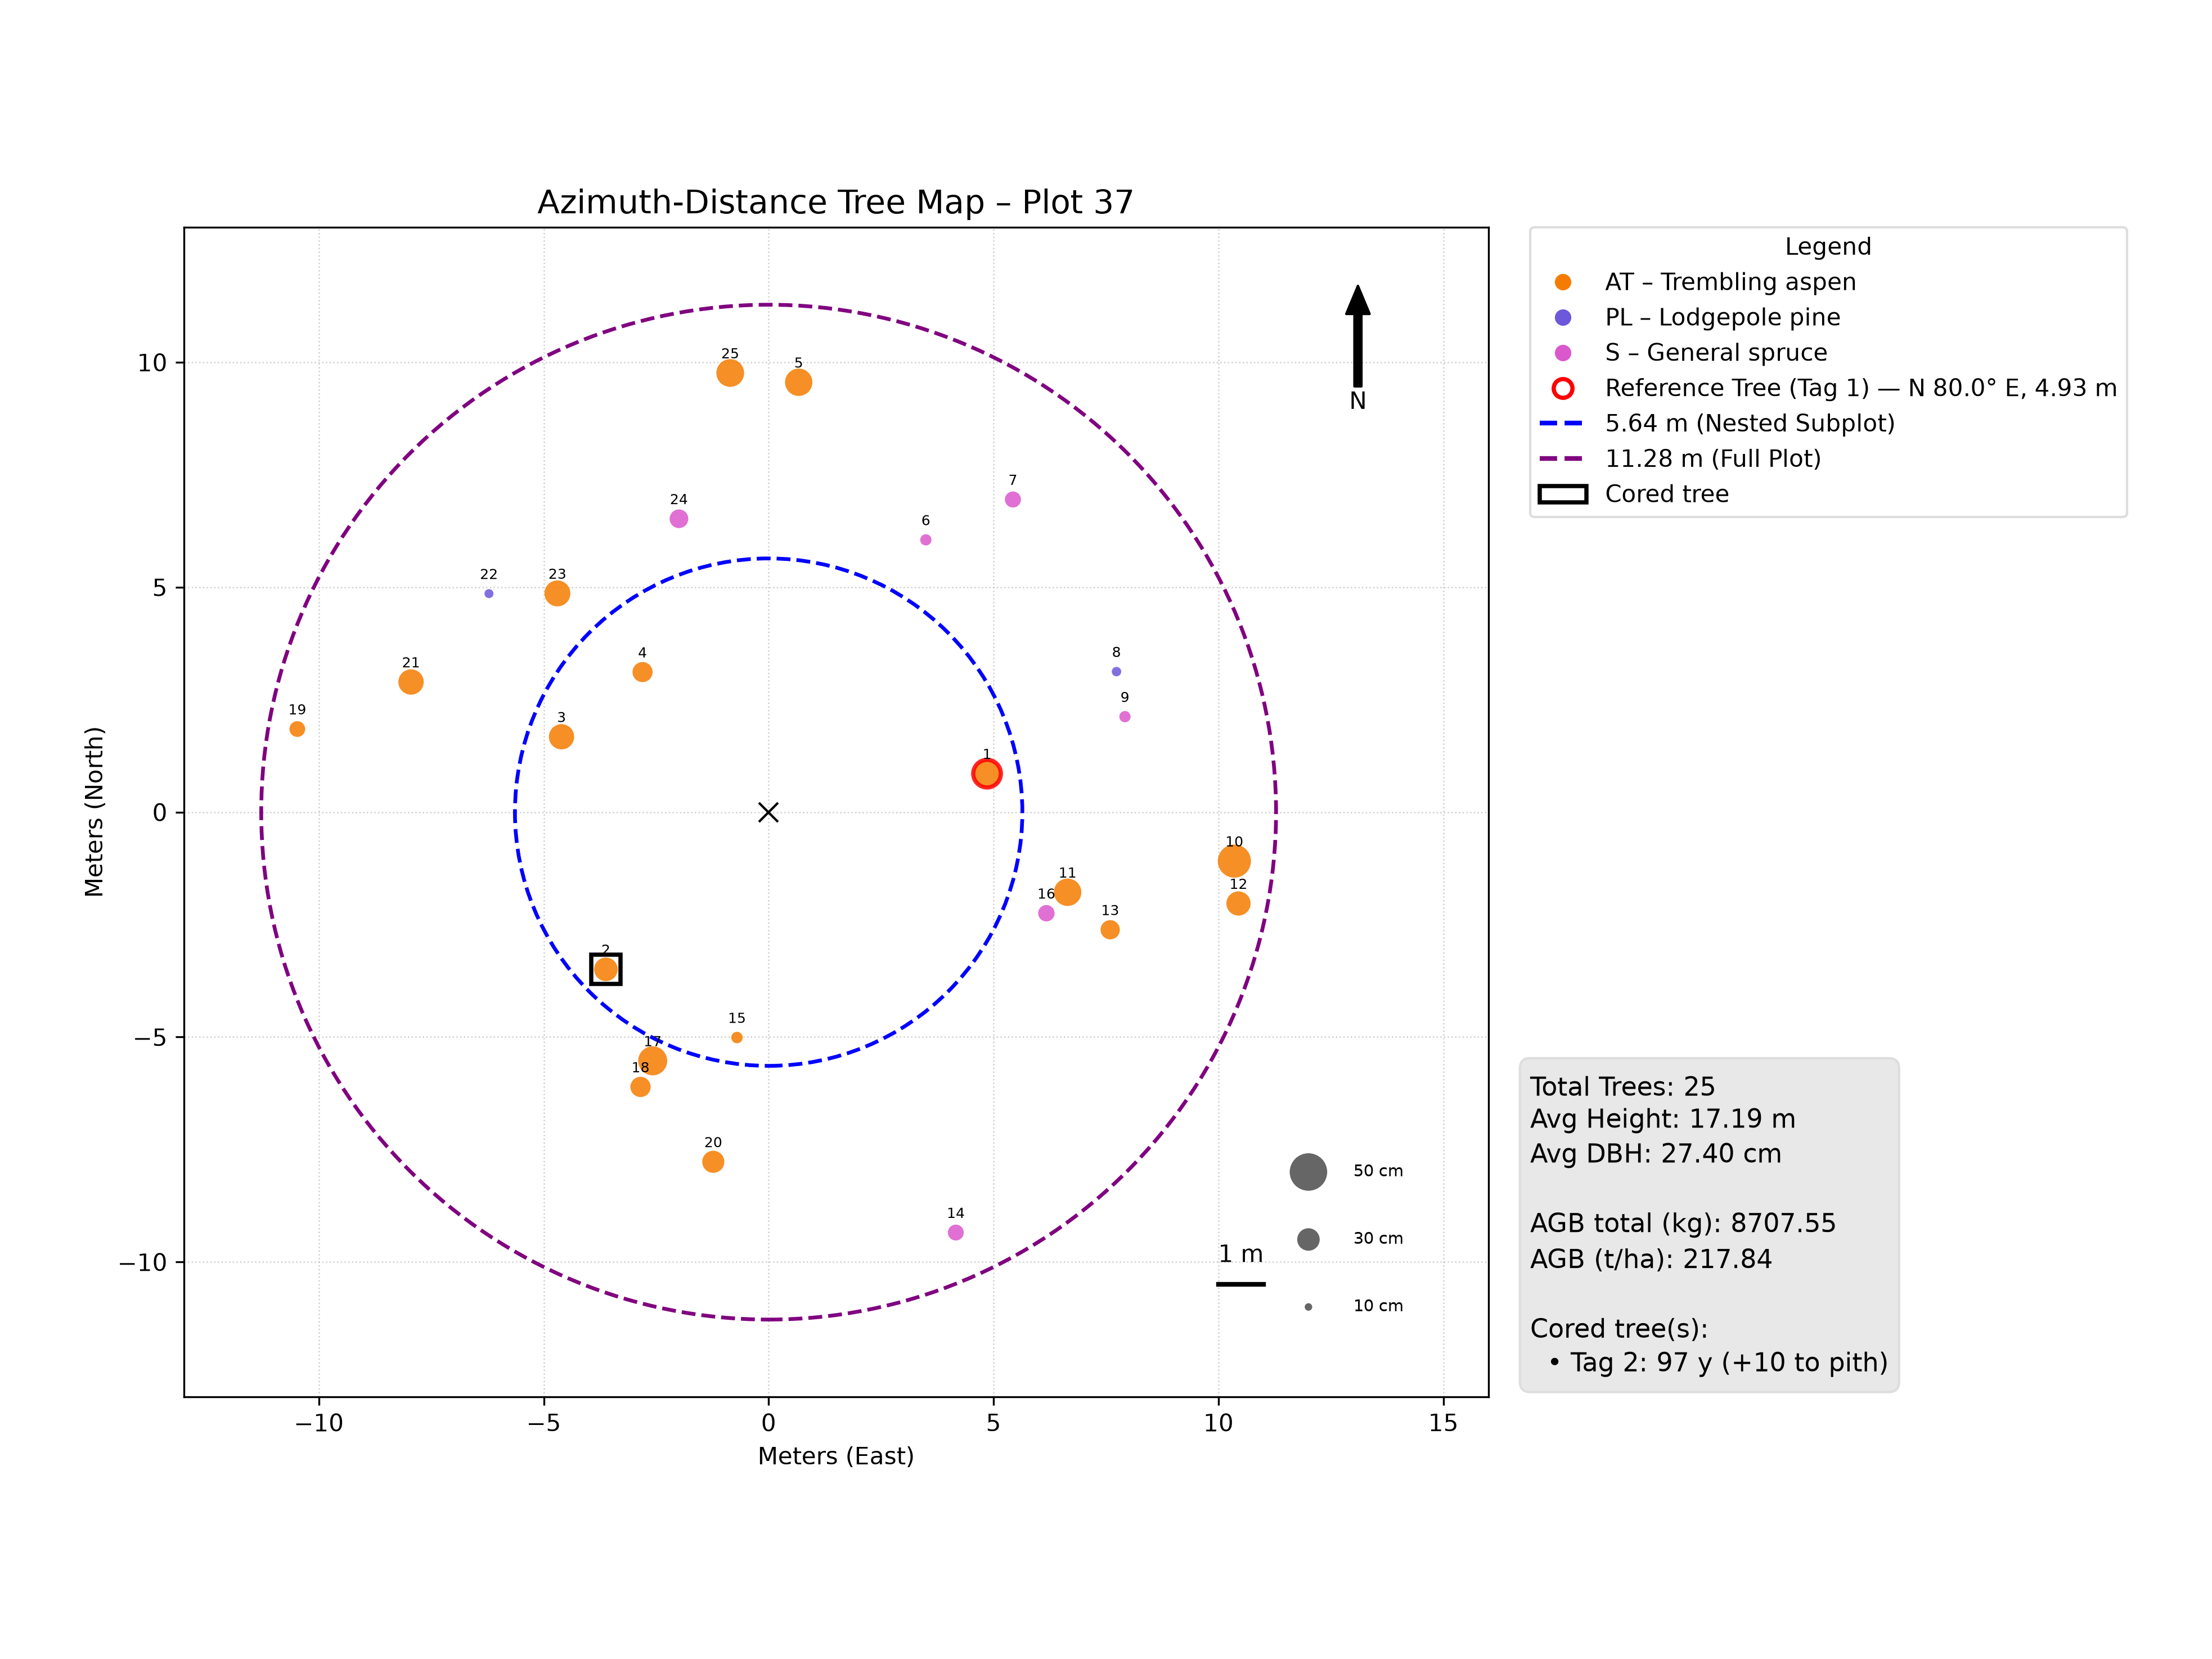 Azimuth-Distance Tree Map – Plot 37
Legend
AT – Trembling aspen
PL – Lodgepole pine
S – General spruce
Reference Tree (Tag 1) — N 80.0° E, 4.93 m
5.64 m (Nested Subplot)
11.28 m (Full Plot)
Cored tree
N
25
5
7
24
6
22
23
4
8
21
9
19
3
1
10
11
12
16
13
2
15
17
18
20
14
10
5
0
−5
−10
Meters (North)
50 cm
30 cm
1 m
10 cm
−10
−5
0
5
10
15
Meters (East)
Total Trees: 25
Avg Height: 17.19 m
Avg DBH: 27.40 cm
AGB total (kg): 8707.55
AGB (t/ha): 217.84
Cored tree(s):
• Tag 2: 97 y (+10 to pith)